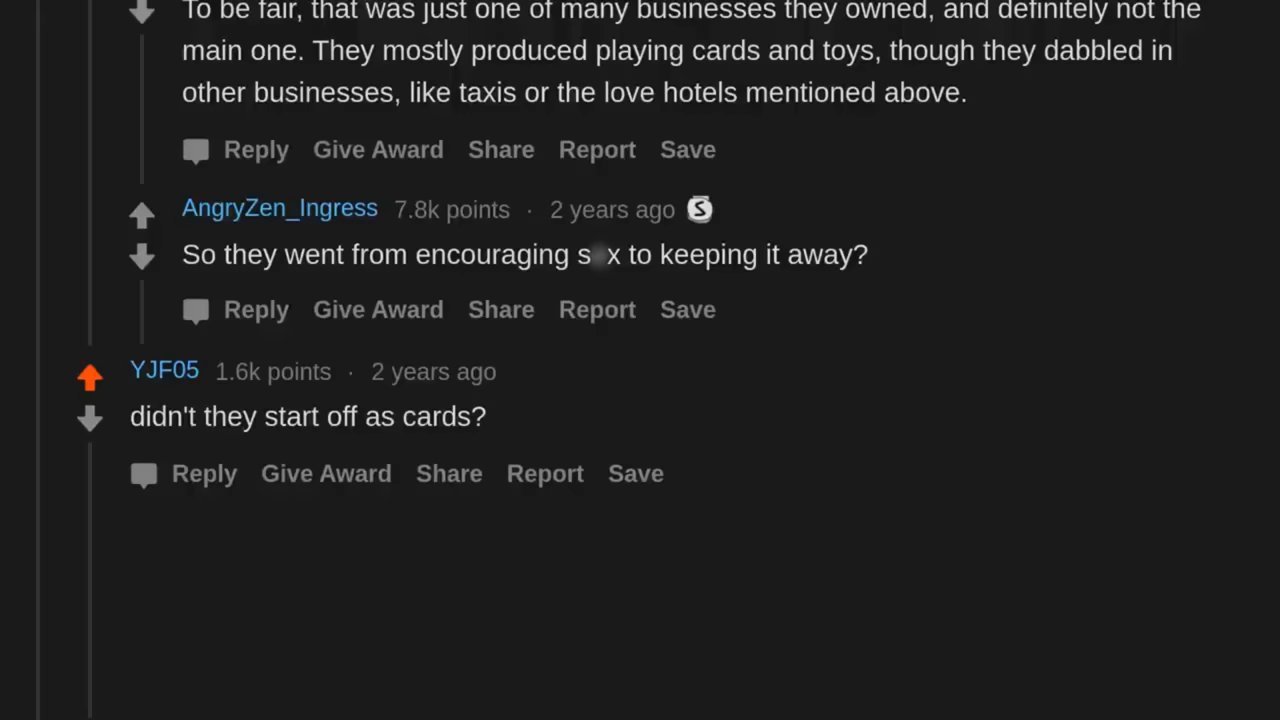 To be fair, that was just one of many businesses they owned, and definitely not the
main one. They mostly produced playing cards and toys, though they dabbled in
other businesses, like taxis or the love hotels mentioned above.
Reply Give Award Share Report Save
AngryZen_Ingress 7.8k points · 2 years ago S
So they went from encouraging s x to keeping it away?
Reply Give Award Share Report Save
YJF05 1.6k points · 2 years ago
didn't they start off as cards?
Reply Give Award Share Report Save